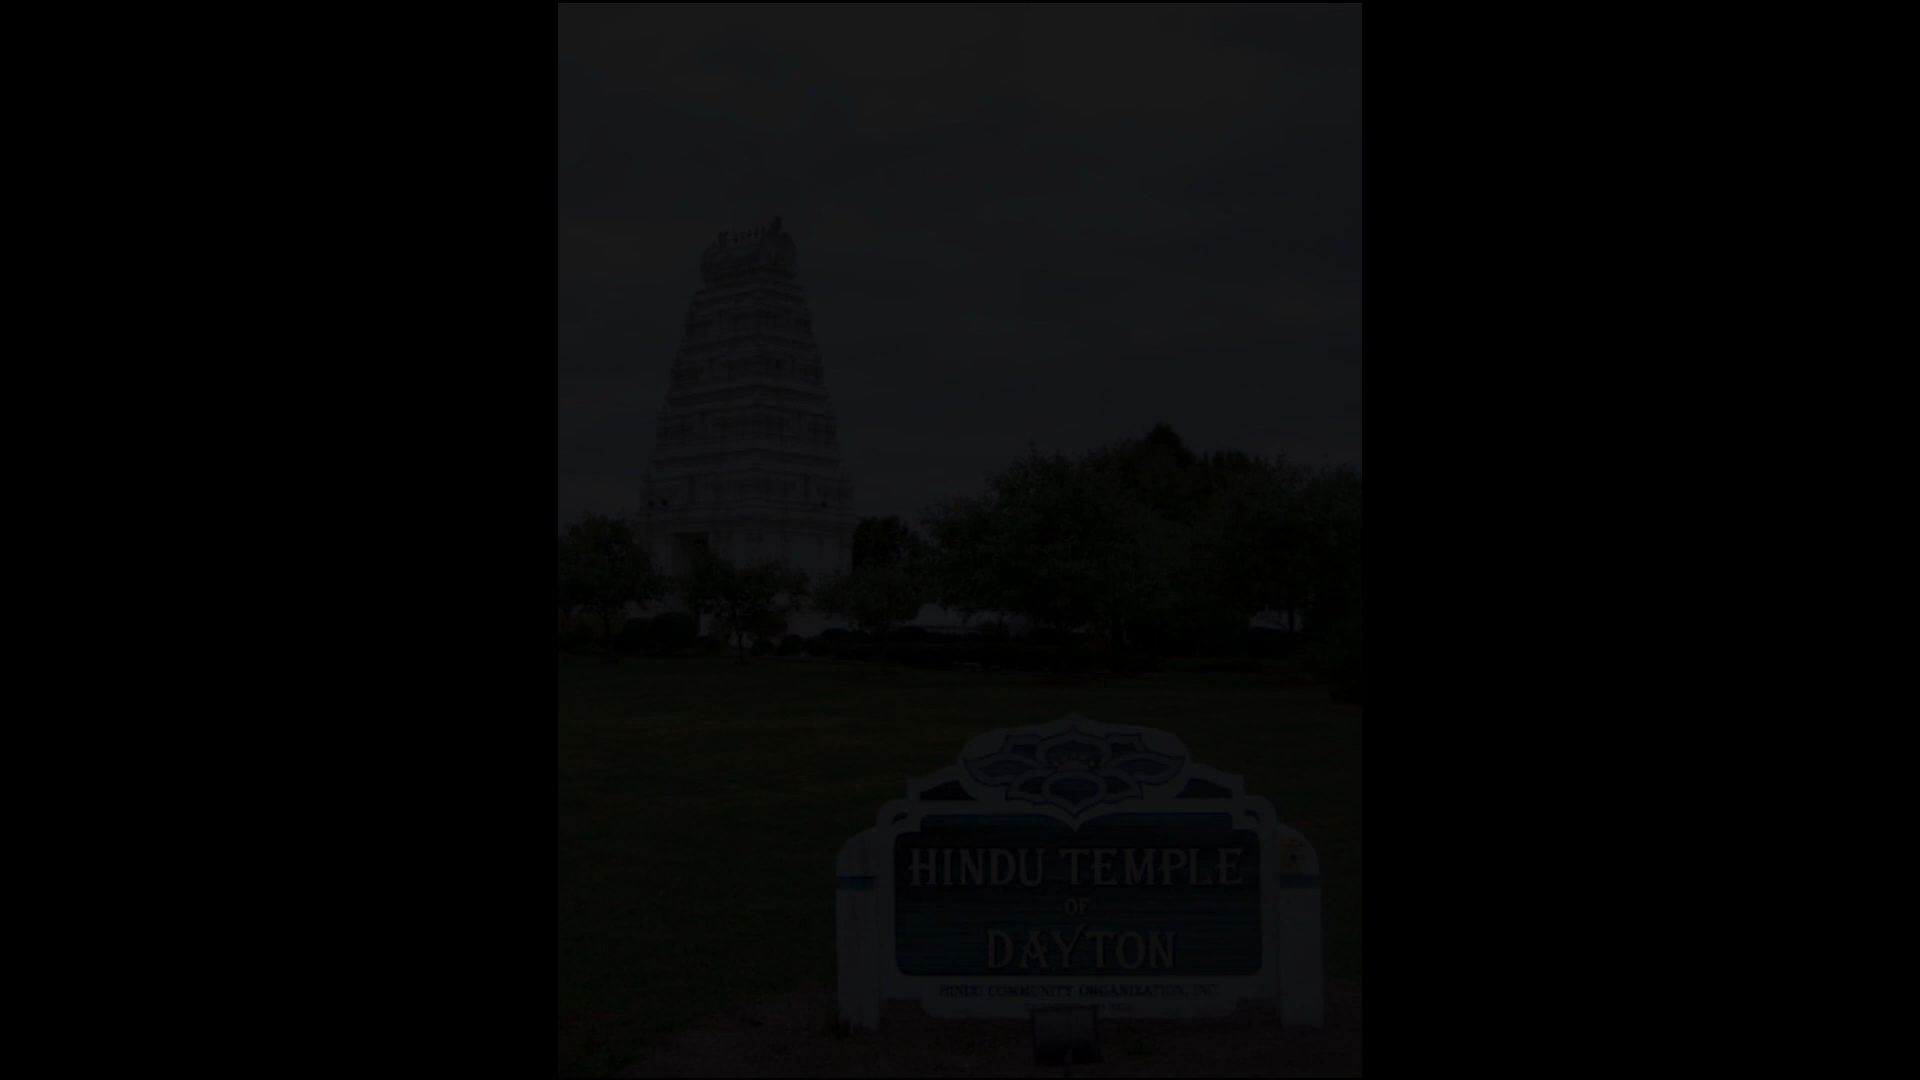 HINDU TEMPLE
OF
DAYTON
HINDU COMMUNITY ORGANIZATION, INC.